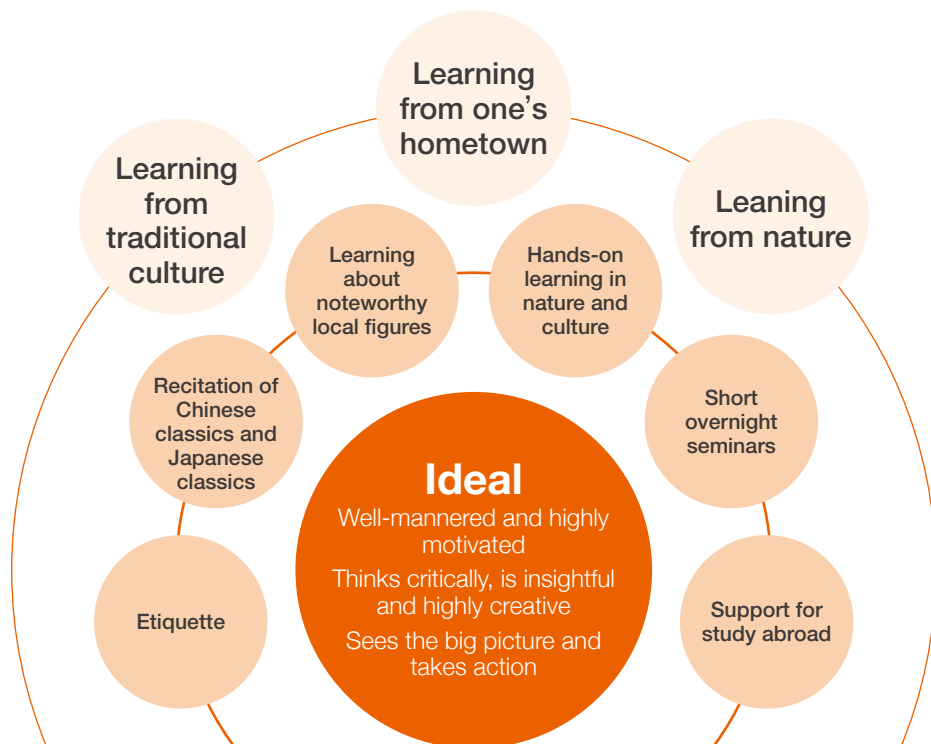 Learning
from one's
hometown
Learning
from
traditional
culture
Leaning
from nature
Learning
about
noteworthy
local figures
Hands-on
learning in
nature and
culture
Recitation of
Chinese
classics and
Japanese
classics
Short
overnight
seminars
Ideal
Well-mannered and highly
motivated
Thinks critically, is insightful
and highly creative
Sees the big picture and
takes action
Etiquette
Support for
study abroad